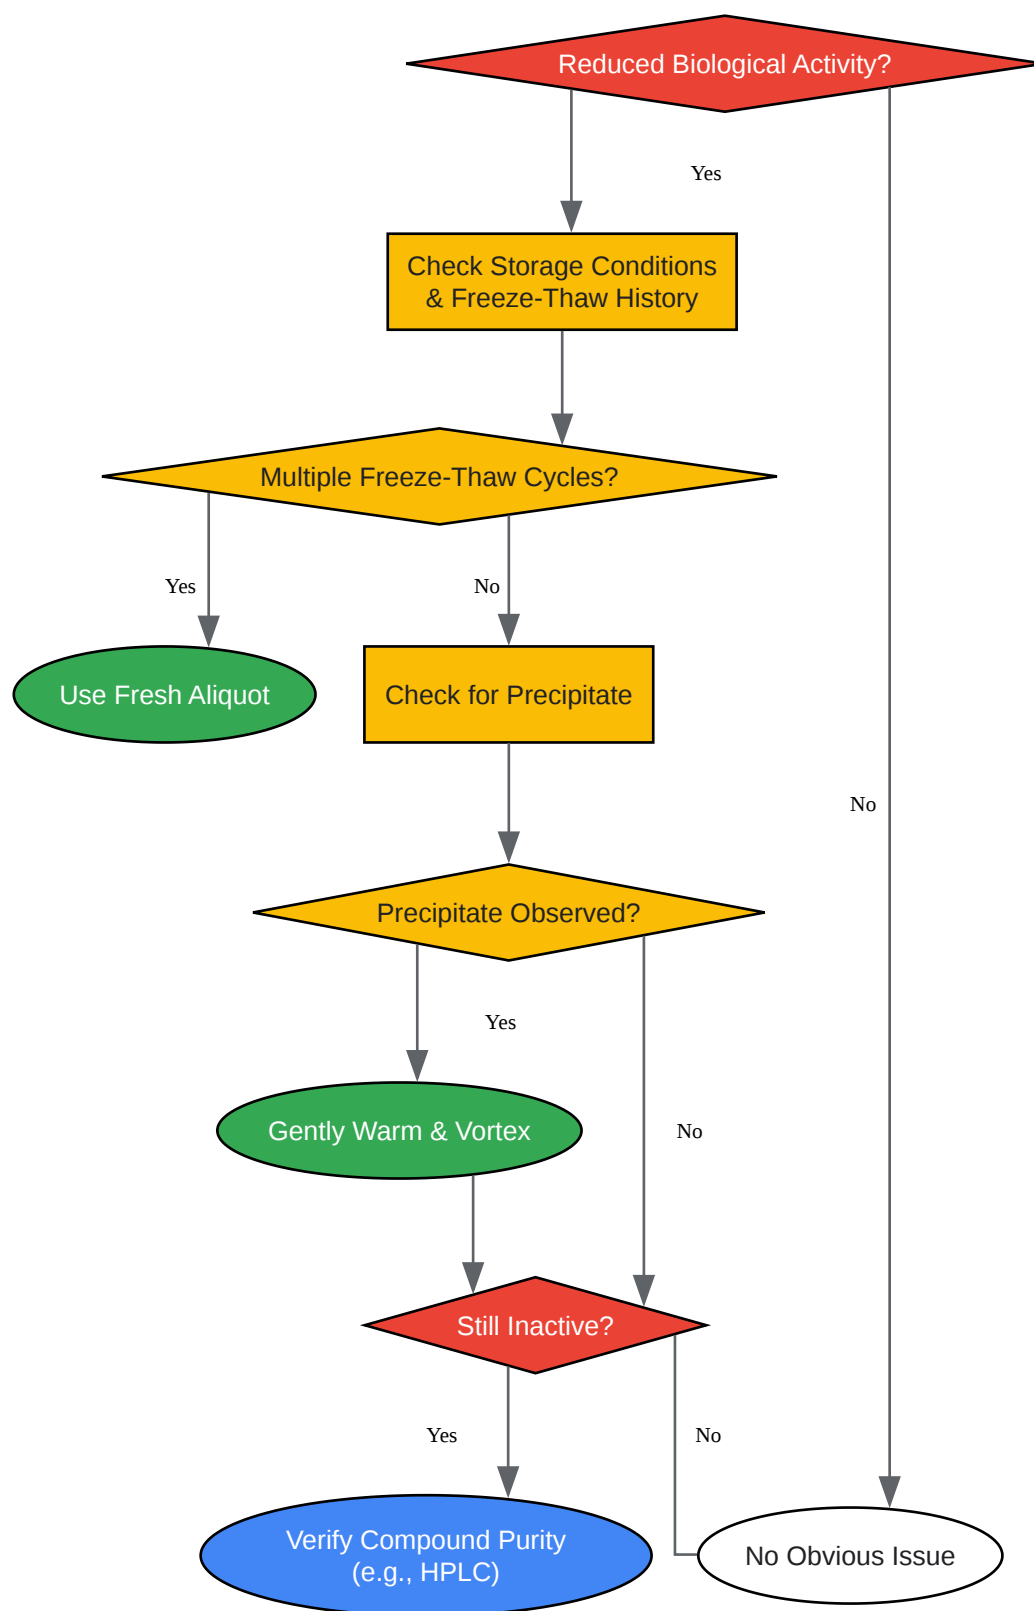 Reduced Biological Activity?
Yes
Check Storage Conditions
& Freeze-Thaw History
Multiple Freeze-Thaw Cycles?
Yes
No
Use Fresh Aliquot
Check for Precipitate
No
Precipitate Observed?
Yes
Gently Warm & Vortex
No
Still Inactive?
Yes
No
Verify Compound Purity
(e.g., HPLC)
No Obvious Issue